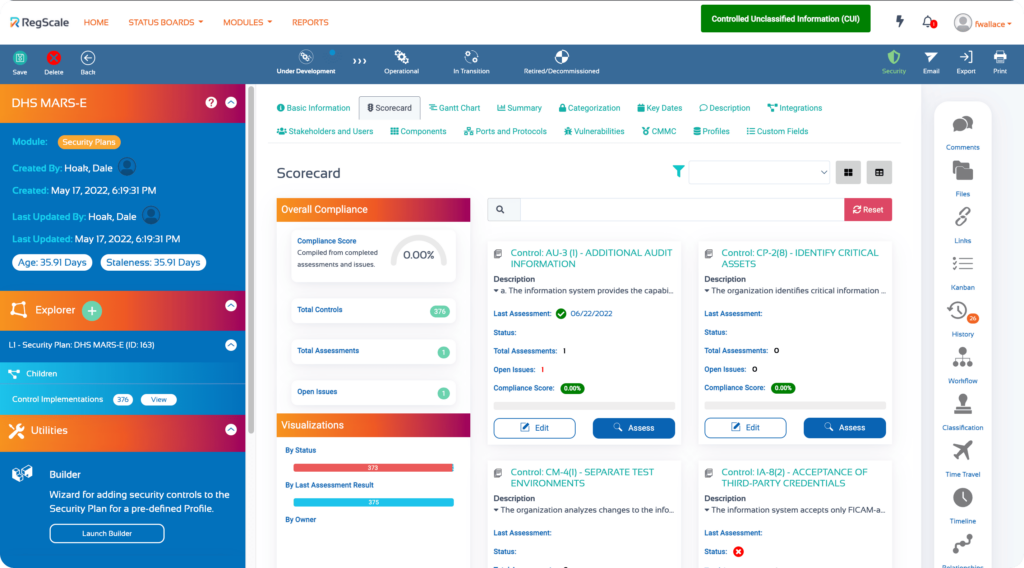 RegScale
HOME
STATUS BOARDS
MODULES
REPORTS
Controlled Unclassified Information (CUI)
fwallace
Save
Delete
Back
Under Development
Operational
In Transition
Retired/Decommissioned
Security
Email
Export
Print
DHS MARS-E
Module: Security Plans
Created By: Hoak, Dale
Created: May 17, 2022, 6:19:31 PM
Last Updated By: Hoak, Dale
Last Updated: May 17, 2022, 6:19:31 PM
Age: 35.91 Days
Staleness: 35.91 Days
Explorer
L1 - Security Plan: DHS MARS-E (ID: 163)
Children
Control Implementations 376 View
Utilities
Builder
Wizard for adding security controls to the
Security Plan for a pre-defined Profile.
Launch Builder
Basic Information
Scorecard
Gantt Chart
Summary
Categorization
Key Dates
Description
Integrations
Stakeholders and Users
Components
Ports and Protocols
Vulnerabilities
CMMC
Profiles
Custom Fields
Scorecard
Reset
Overall Compliance
Compliance Score
Compiled from completed
assessments and issues.
0.00%
Total Controls 376
Total Assessments 1
Open Issues 1
Visualizations
By Status
373
By Last Assessment Result
375
By Owner
Control: AU-3 (1) - ADDITIONAL AUDIT
INFORMATION
Description
a. The information system provides the capabi...
Last Assessment: 06/22/2022
Status:
Total Assessments: 1
Open Issues: 1
Compliance Score: 0.00%
Edit
Assess
Control: CP-2(8) - IDENTIFY CRITICAL
ASSETS
Description
The organization identifies critical information ...
Last Assessment:
Status:
Total Assessments: 0
Open Issues: 0
Compliance Score: 0.00%
Edit
Assess
Control: CM-4(1) - SEPARATE TEST
ENVIRONMENTS
Description
The organization analyzes changes to the info...
Last Assessment:
Status:
Control: IA-8(2) - ACCEPTANCE OF
THIRD-PARTY CREDENTIALS
Description
The information system accepts only FICAM-a...
Last Assessment:
Status:
Comments
Files
Links
Kanban
26
History
Workflow
Classification
Time Travel
Timeline